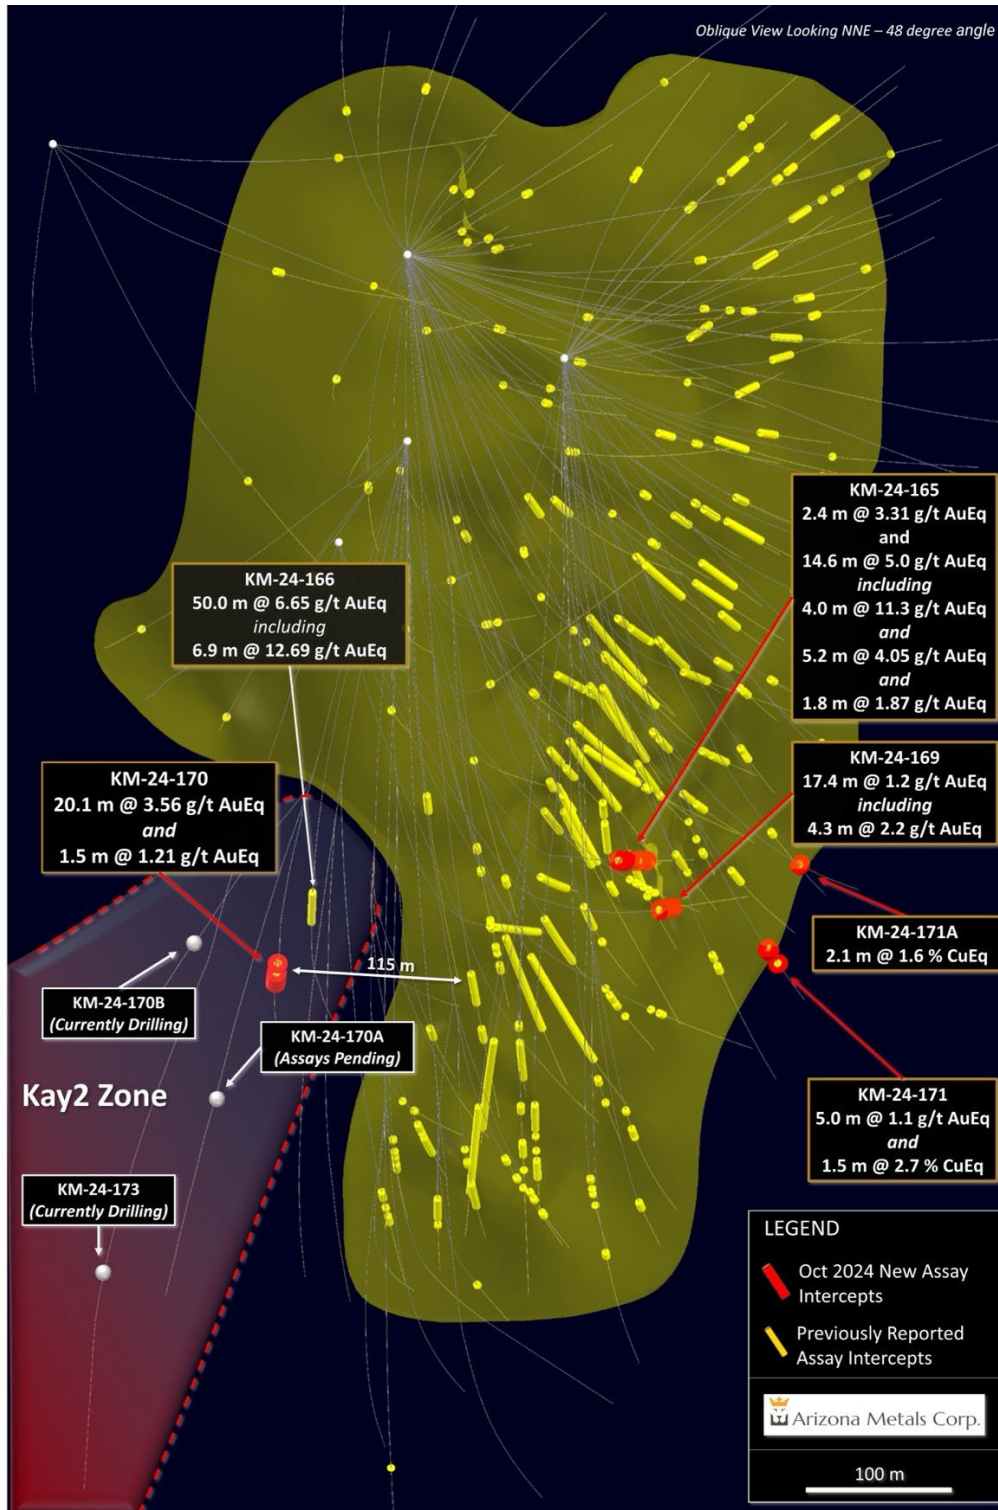 Oblique View Looking NNE – 48 degree angle
KM-24-165
2.4 m @ 3.31 g/t AuEq
and
14.6 m @ 5.0 g/t AuEq
including
4.0 m @ 11.3 g/t AuEq
and
5.2 m @ 4.05 g/t AuEq
and
1.8 m @ 1.87 g/t AuEq
KM-24-166
50.0 m @ 6.65 g/t AuEq
including
6.9 m @ 12.69 g/t AuEq
KM-24-169
17.4 m @ 1.2 g/t AuEq
including
4.3 m @ 2.2 g/t AuEq
KM-24-170
20.1 m @ 3.56 g/t AuEq
and
1.5 m @ 1.21 g/t AuEq
KM-24-171A
2.1 m @ 1.6 % CuEq
115 m
KM-24-170B
(Currently Drilling)
KM-24-170A
(Assays Pending)
Kay2 Zone
KM-24-171
5.0 m @ 1.1 g/t AuEq
and
1.5 m @ 2.7 % CuEq
KM-24-173
(Currently Drilling)
LEGEND
Oct 2024 New Assay
Intercepts
Previously Reported
Assay Intercepts
Arizona Metals Corp.
100 m